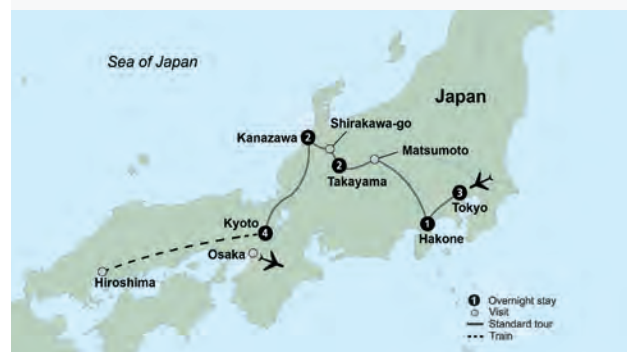 Sea of Japan
Japan
Shirakawa-go
Kanazawa 2
Matsumoto
2
Takayama
3
Tokyo
Kyoto
4
1
Hakone
Osaka
Hiroshima
1 Overnight stay
Visit
Standard tour
Train